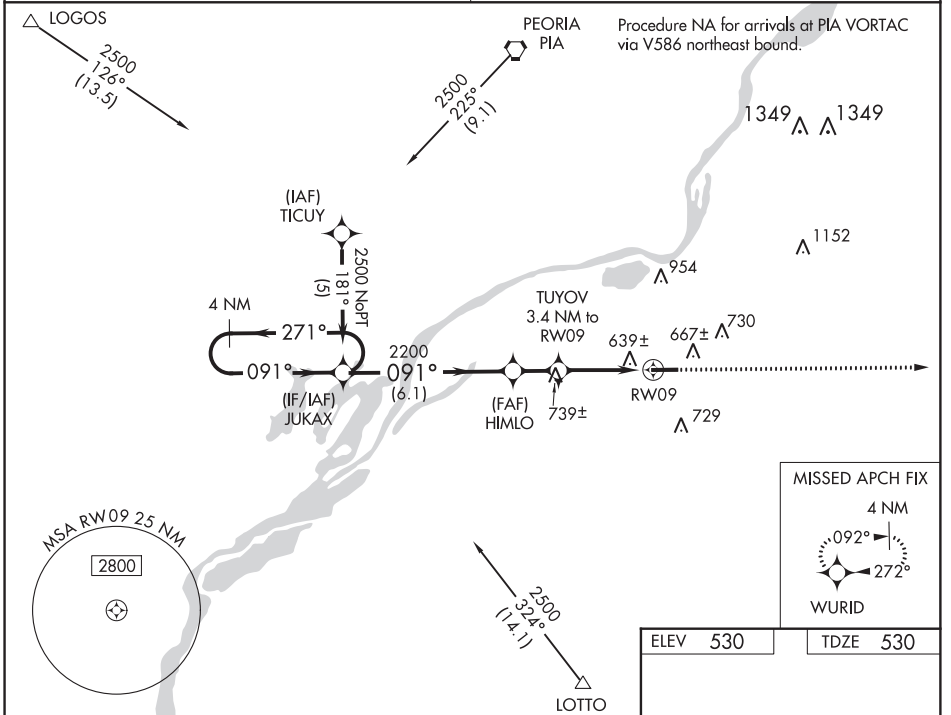 LOGOS
2500
126°
(13.5)
PEORIA
PIA
2500
225°
(9.1)
Procedure NA for arrivals at PIA VORTAC
via V586 northeast bound.
1349
1349
1152
954
(IAF)
TICUY
2500 NoPT
181°
(5)
4 NM
271°
091°
(IF/IAF)
JUKAX
2200
091°
(6.1)
(FAF)
HIMLO
TUYOV
3.4 NM to
RW09
739±
639±
667±
730
RW09
729
MSA RW09 25 NM
2800
2500
324°
(14.1)
LOTTO
MISSED APCH FIX
4 NM
092°
272°
WURID
ELEV 530
TDZE 530